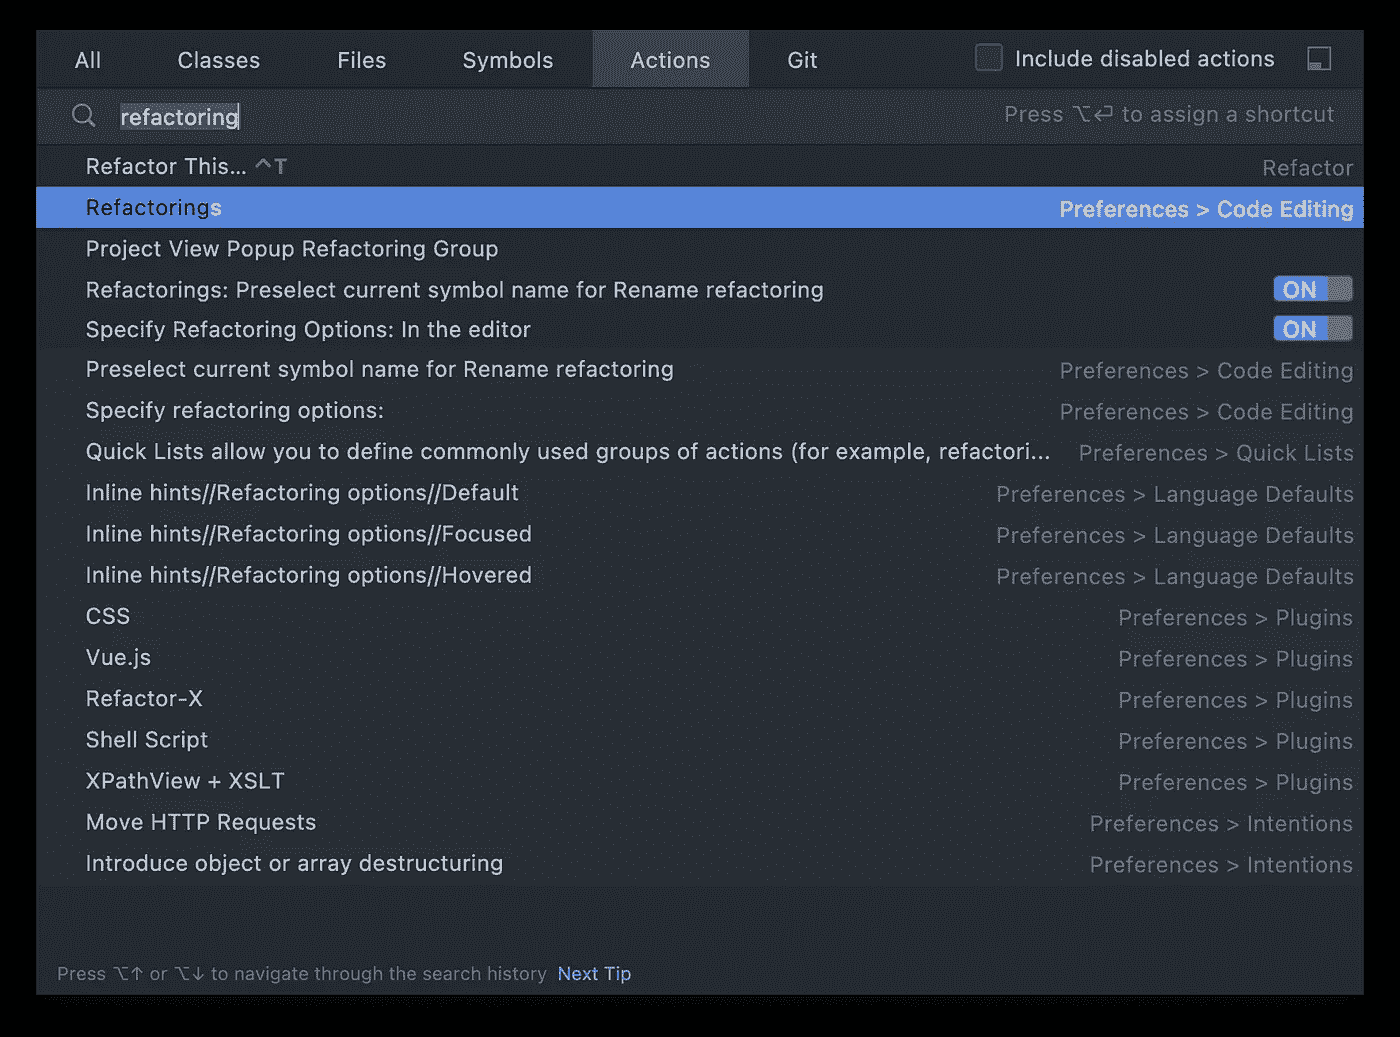 All Classes Files Symbols Actions Git Include disabled actions
refactoring Press ⌥↩ to assign a shortcut
Refactor This... ^T Refactor
Refactorings Preferences > Code Editing
Project View Popup Refactoring Group
Refactorings: Preselect current symbol name for Rename refactoring ON
Specify Refactoring Options: In the editor ON
Preselect current symbol name for Rename refactoring Preferences > Code Editing
Specify refactoring options: Preferences > Code Editing
Quick Lists allow you to define commonly used groups of actions (for example, refactori... Preferences > Quick Lists
Inline hints//Refactoring options//Default Preferences > Language Defaults
Inline hints//Refactoring options//Focused Preferences > Language Defaults
Inline hints//Refactoring options//Hovered Preferences > Language Defaults
CSS Preferences > Plugins
Vue.js Preferences > Plugins
Refactor-X Preferences > Plugins
Shell Script Preferences > Plugins
XPathView + XSLT Preferences > Plugins
Move HTTP Requests Preferences > Intentions
Introduce object or array destructuring Preferences > Intentions
Press ⌥↑ or ⌥↓ to navigate through the search history Next Tip